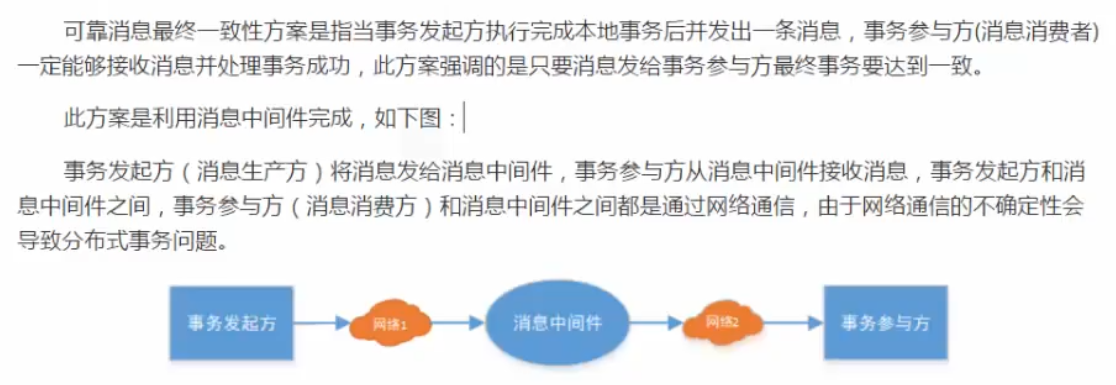 可靠消息最终一致性方案是指当事务发起方执行完成本地事务后并发出一条消息，事务参与方(消息消费者)
一定能够接收消息并处理事务成功，此方案强调的是只要消息发给事务参与方最终事务要达到一致。
此方案是利用消息中间件完成，如下图：
事务发起方（消息生产方）将消息发给消息中间件，事务参与方从消息中间件接收消息，事务发起方和消
息中间件之间，事务参与方（消息消费方）和消息中间件之间都是通过网络通信，由于网络通信的不确定性会
导致分布式事务问题。
事务发起方
网络1
消息中间件
网络2
事务参与方